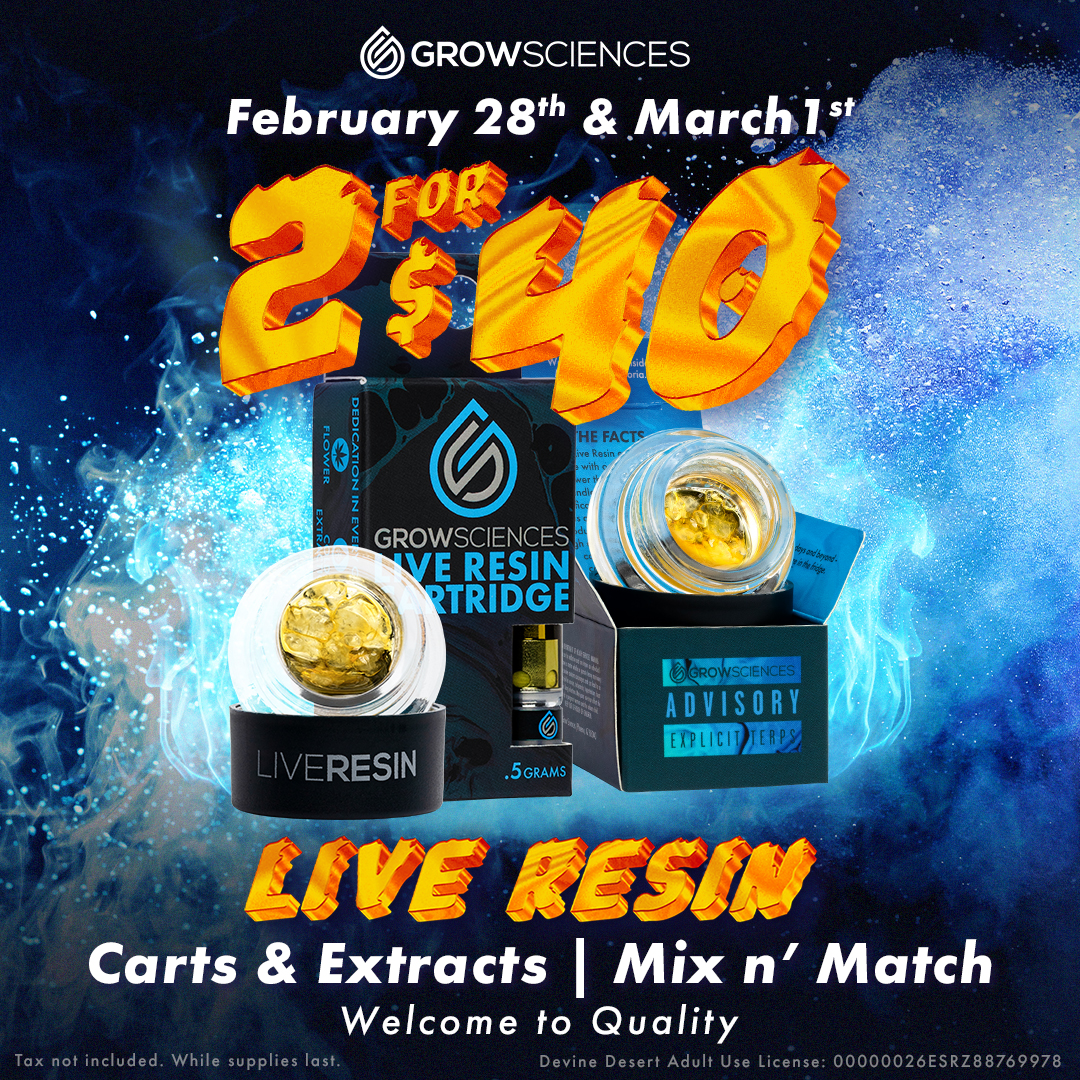 GROWSCIENCES
February 28th & March 1st
2 FOR $40
THE FACTS
DEDICATION IN
FLOWER
GROWSCIENCES
LIVE RESIN
CARTRIDGE
.5 GRAMS
LIVERESIN
GROWSCIENCES
ADVISORY
EXPLICIT TERPS
LIVE RESIN
Carts & Extracts | Mix n’ Match
Welcome to Quality
Tax not included. While supplies last.
Devine Desert Adult Use License: 00000026ESRZ88769978